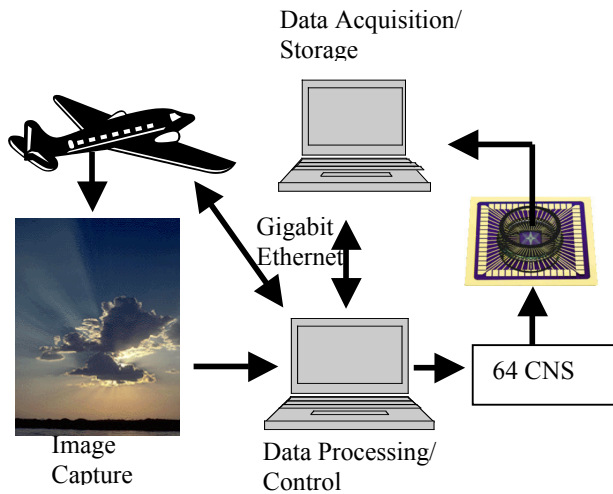 Data Acquisition/
Storage
Gigabit
Ethernet
64 CNS
Image
Capture
Data Processing/
Control